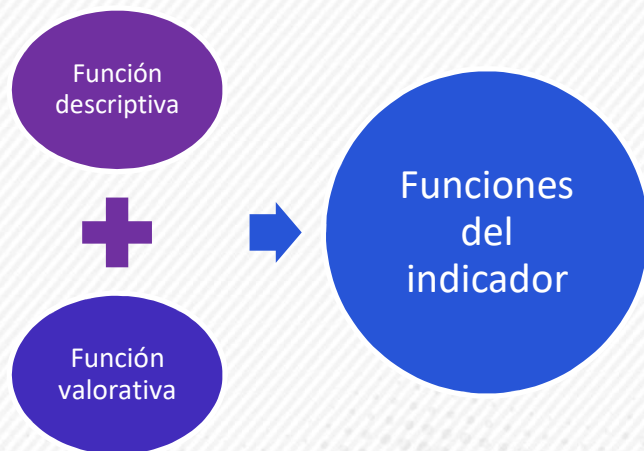 Función
descriptiva
Función
valorativa
Funciones
del
indicador